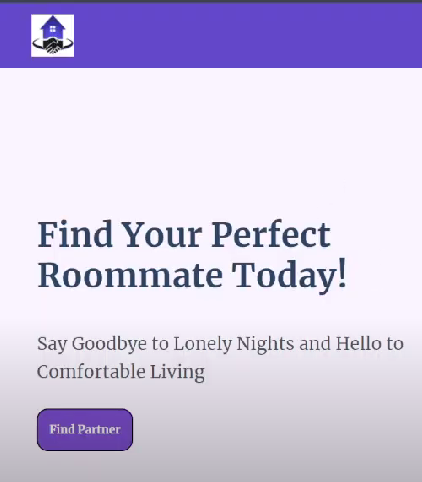 Find Your Perfect
Roommate Today!
Say Goodbye to Lonely Nights and Hello to
Comfortable Living
Find Partner